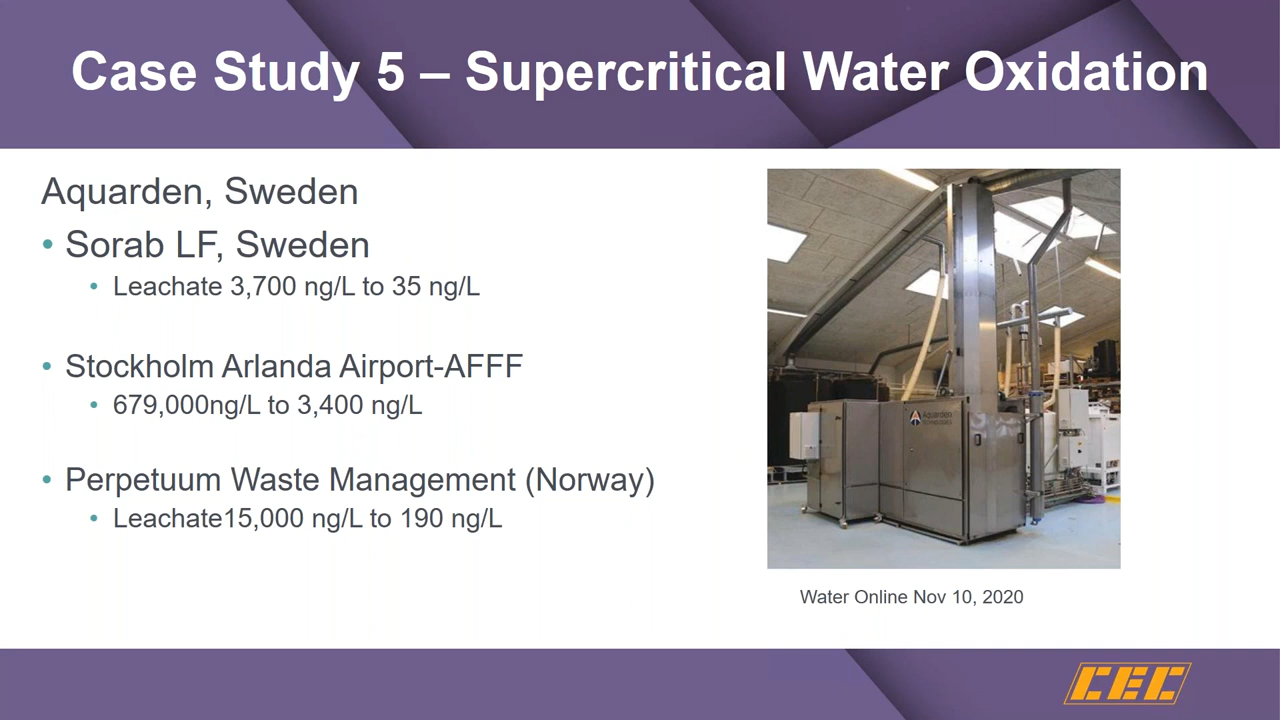 Case Study 5 – Supercritical Water Oxidation
Aquarden, Sweden
• Sorab LF, Sweden
• Leachate 3,700 ng/L to 35 ng/L
• Stockholm Arlanda Airport-AFFF
• 679,000ng/L to 3,400 ng/L
• Perpetuum Waste Management (Norway)
• Leachate15,000 ng/L to 190 ng/L
Aquarden
Water Online Nov 10, 2020
CEC